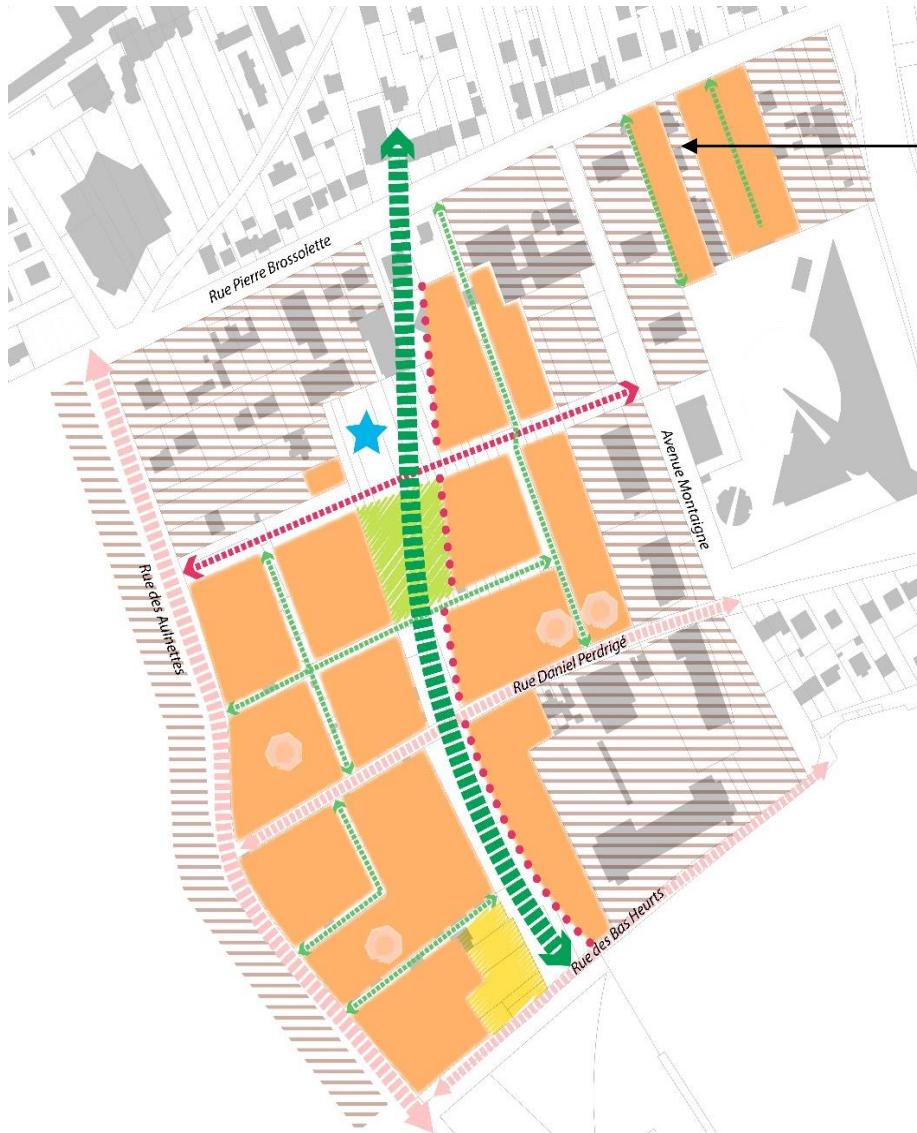 Rue Pierre Brossolette
Rue des Aulnettes
Avenue Montaigne
Rue Daniel Perdrigé
Rue des Bas Heurts